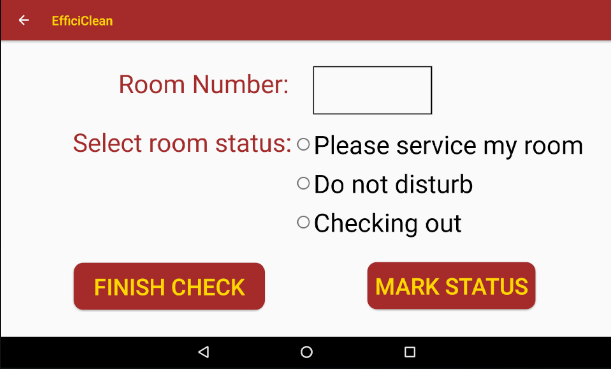 EfficiClean
Room Number:
Select room status:
Please service my room
Do not disturb
Checking out
FINISH CHECK
MARK STATUS